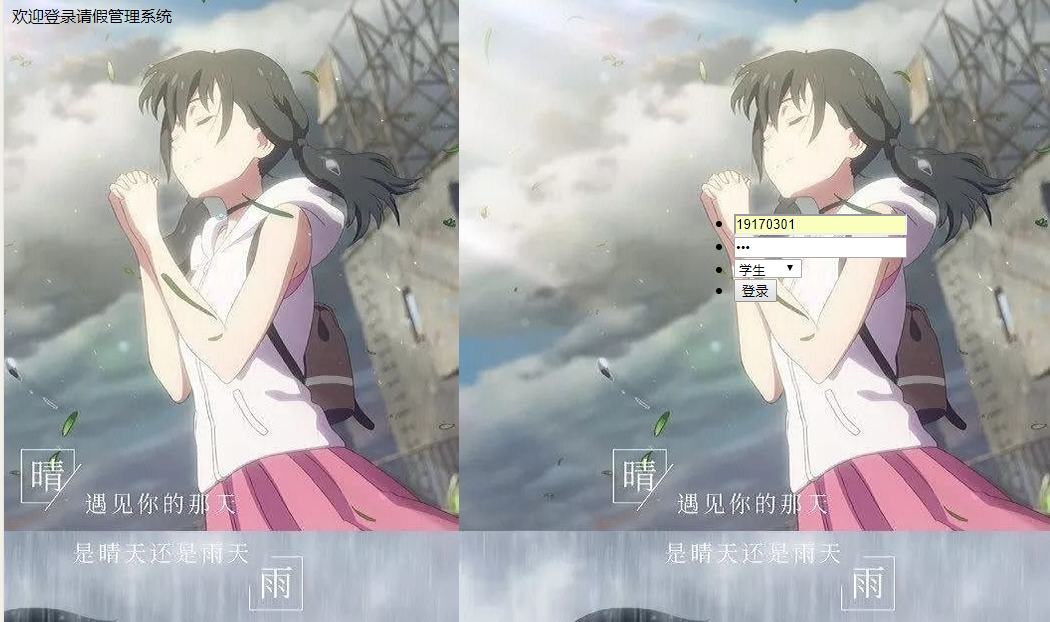 欢迎登录请假管理系统
19170301
•••
学生
登录
晴
遇见你的那天
是晴天还是雨天
雨
晴
遇见你的那天
是晴天还是雨天
雨